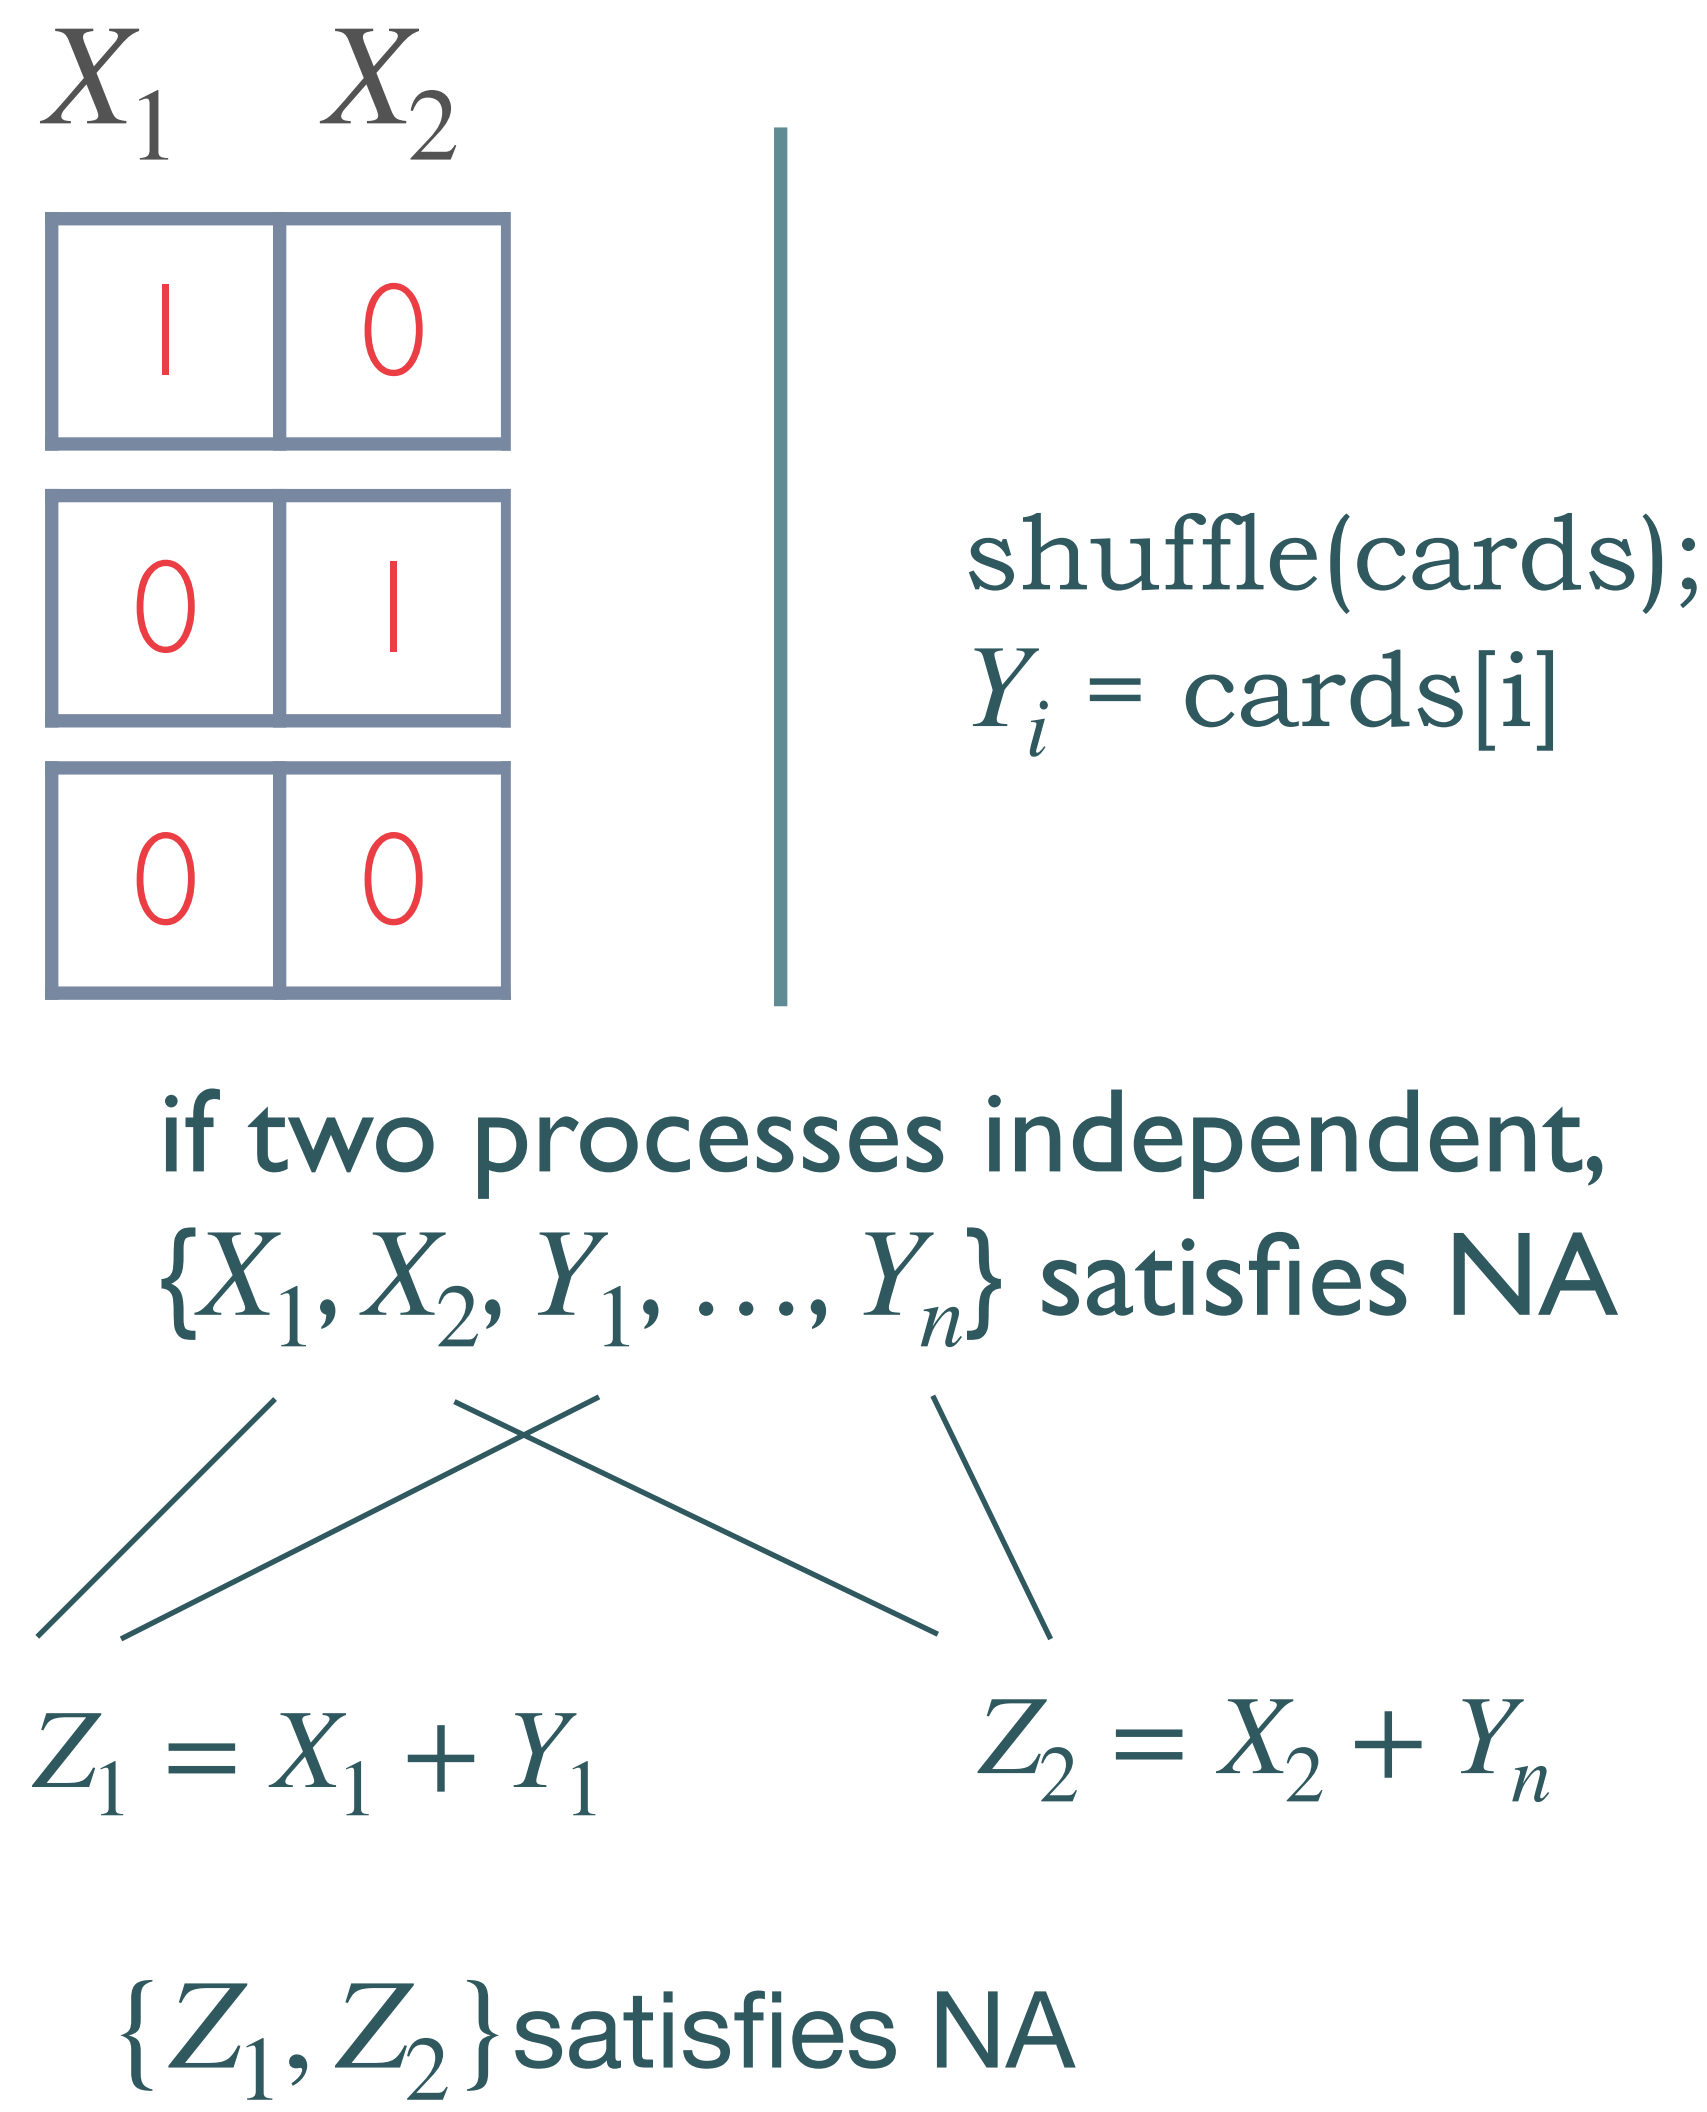 X₁ X₂
1 0
0 1
0 0
shuffle(cards);
Yᵢ = cards[i]
if two processes independent,
{X₁, X₂, Y₁, …, Yₙ} satisfies NA
Z₁ = X₁ + Y₁
Z₂ = X₂ + Yₙ
{Z₁, Z₂} satisfies NA